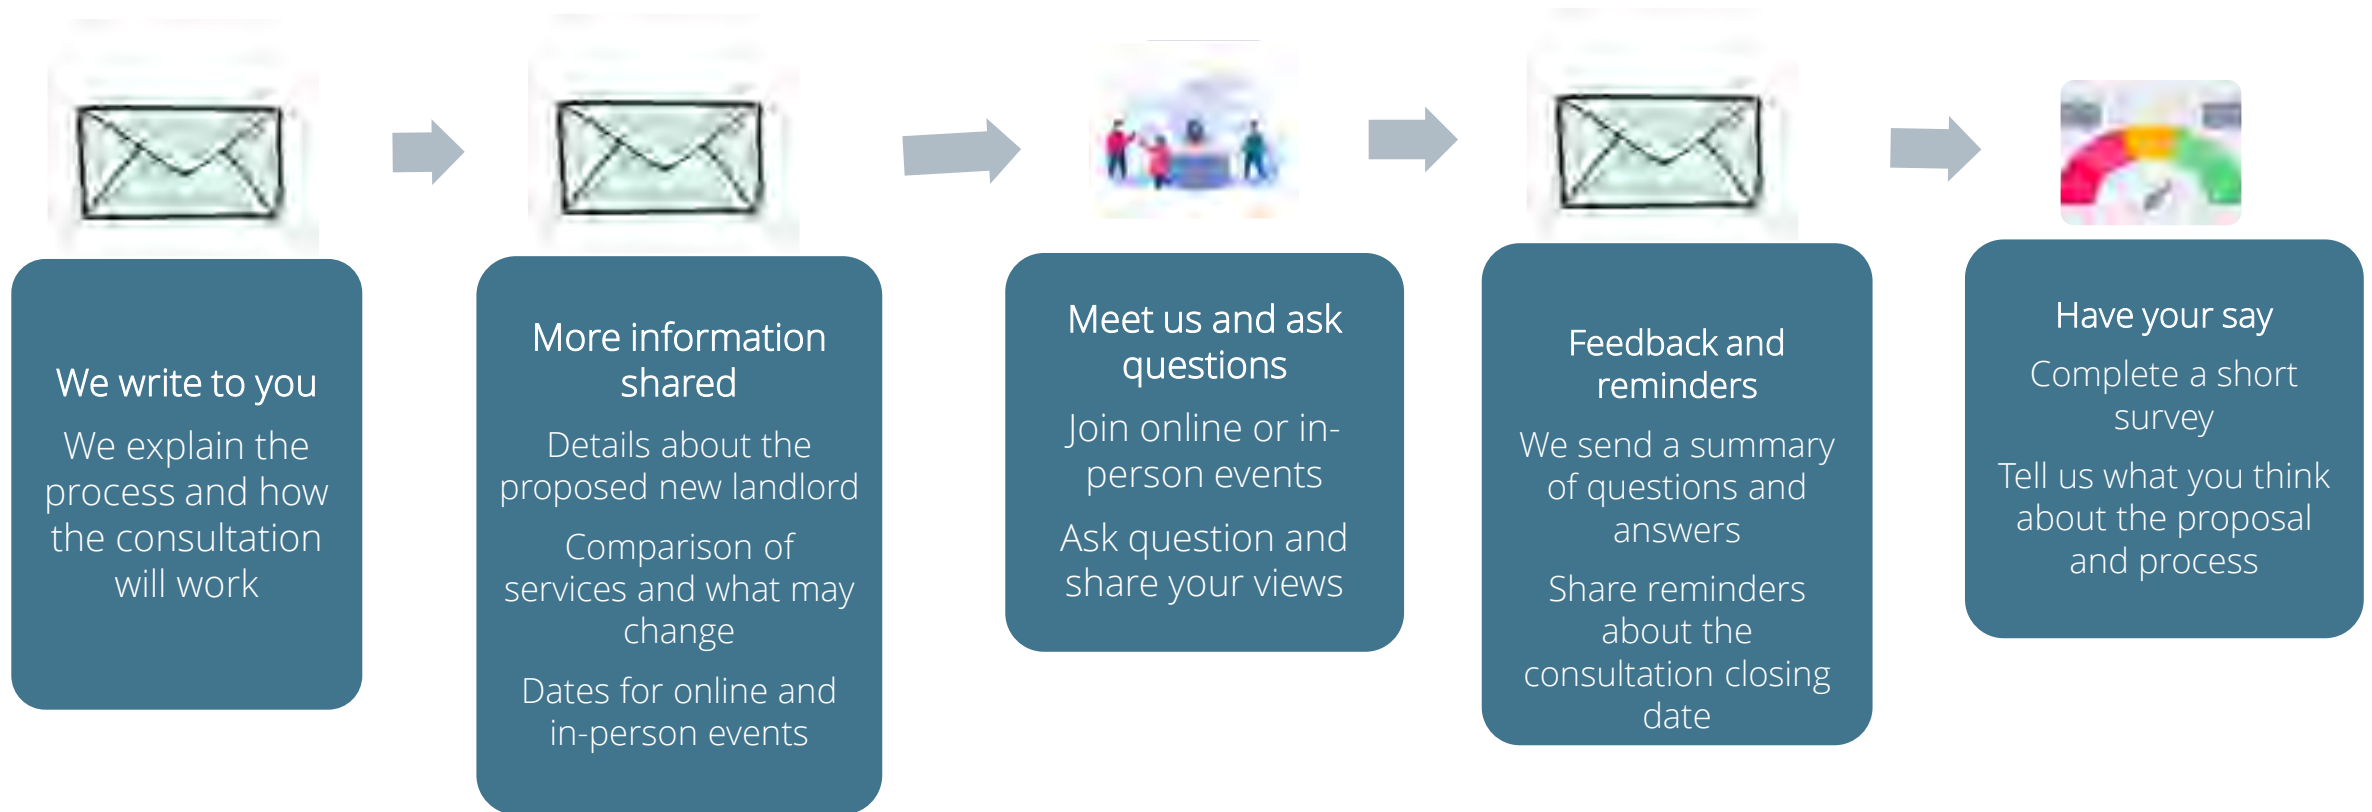 We write to you
We explain the
process and how
the consultation
will work
More information
shared
Details about the
proposed new landlord
Comparison of
services and what may
change
Dates for online and
in-person events
Meet us and ask
questions
Join online or in-
person events
Ask question and
share your views
Feedback and
reminders
We send a summary
of questions and
answers
Share reminders
about the
consultation closing
date
Have your say
Complete a short
survey
Tell us what you think
about the proposal
and process